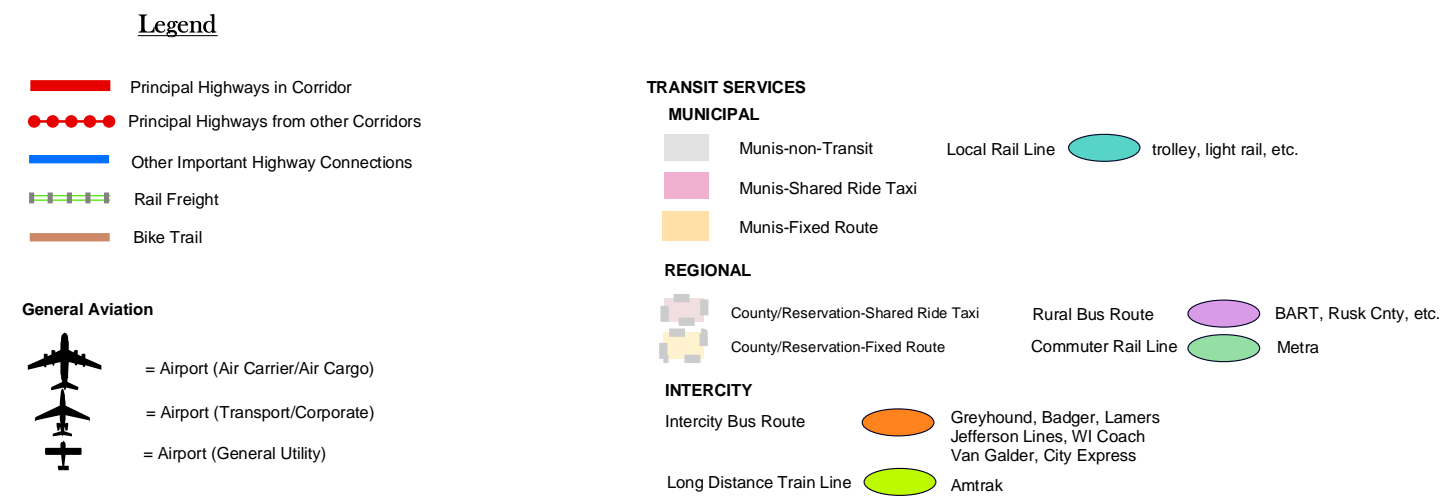 Legend
Principal Highways in Corridor
Principal Highways from other Corridors
Other Important Highway Connections
Rail Freight
Bike Trail
General Aviation
= Airport (Air Carrier/Air Cargo)
= Airport (Transport/Corporate)
= Airport (General Utility)
TRANSIT SERVICES
MUNICIPAL
Munis-non-Transit
Local Rail Line trolley, light rail, etc.
Munis-Shared Ride Taxi
Munis-Fixed Route
REGIONAL
County/Reservation-Shared Ride Taxi
Rural Bus Route BART, Rusk Cnty, etc.
County/Reservation-Fixed Route
Commuter Rail Line Metra
INTERCITY
Intercity Bus Route
Greyhound, Badger, Lamers
Jefferson Lines, WI Coach
Van Galder, City Express
Long Distance Train Line Amtrak